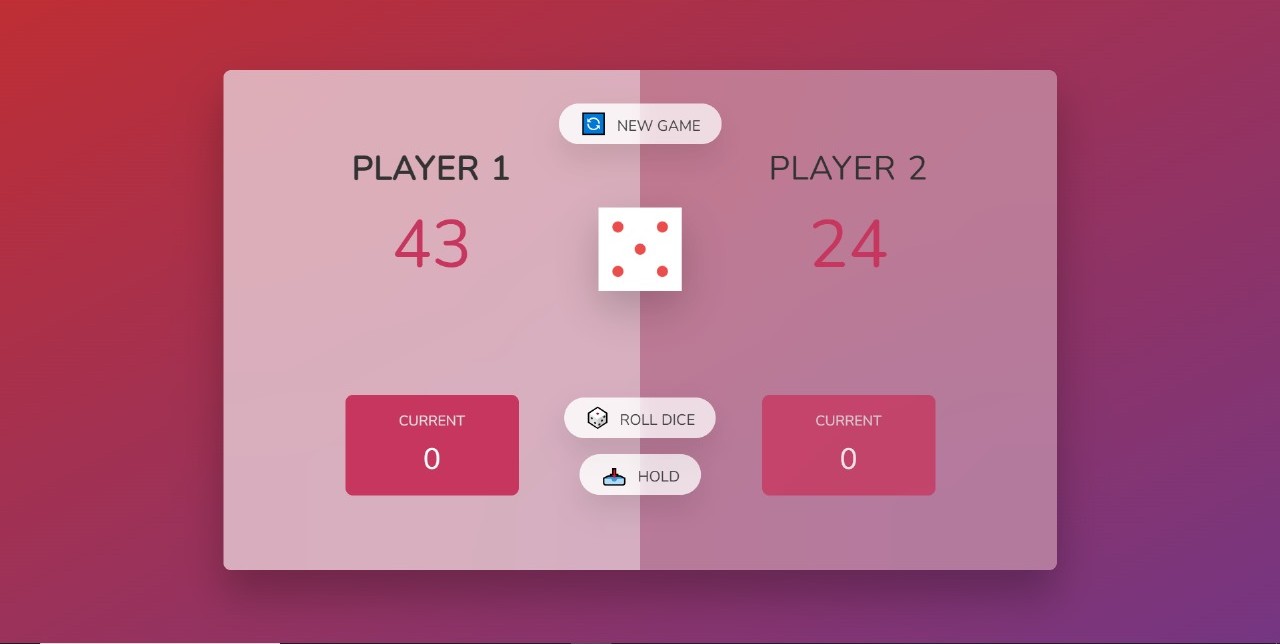 NEW GAME
PLAYER 1
43
PLAYER 2
24
CURRENT
0
ROLL DICE
HOLD
CURRENT
0